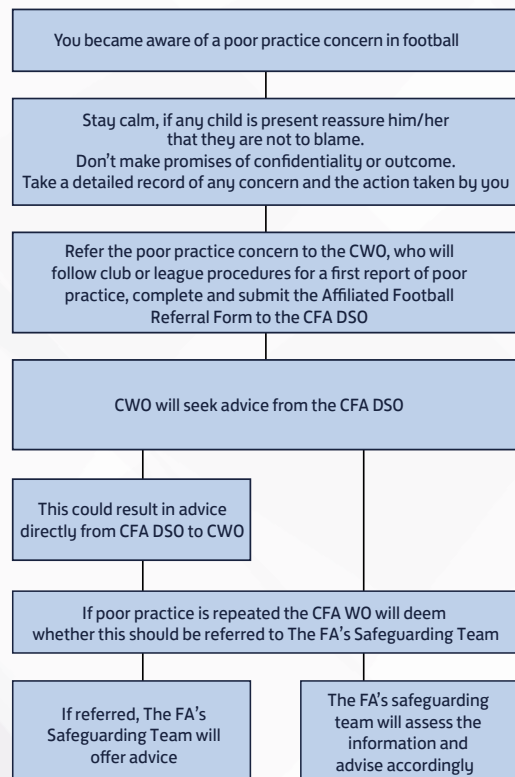 You became aware of a poor practice concern in football
Stay calm, if any child is present reassure him/her
that they are not to blame.
Don't make promises of confidentiality or outcome.
Take a detailed record of any concern and the action taken by you
Refer the poor practice concern to the CWO, who will
follow club or league procedures for a first report of poor
practice, complete and submit the Affiliated Football
Referral Form to the CFA DSO
CWO will seek advice from the CFA DSO
This could result in advice
directly from CFA DSO to CWO
If poor practice is repeated the CFA WO will deem
whether this should be referred to The FA's Safeguarding Team
If referred, The FA's
Safeguarding Team will
offer advice
The FA's safeguarding
team will assess the
information and
advise accordingly